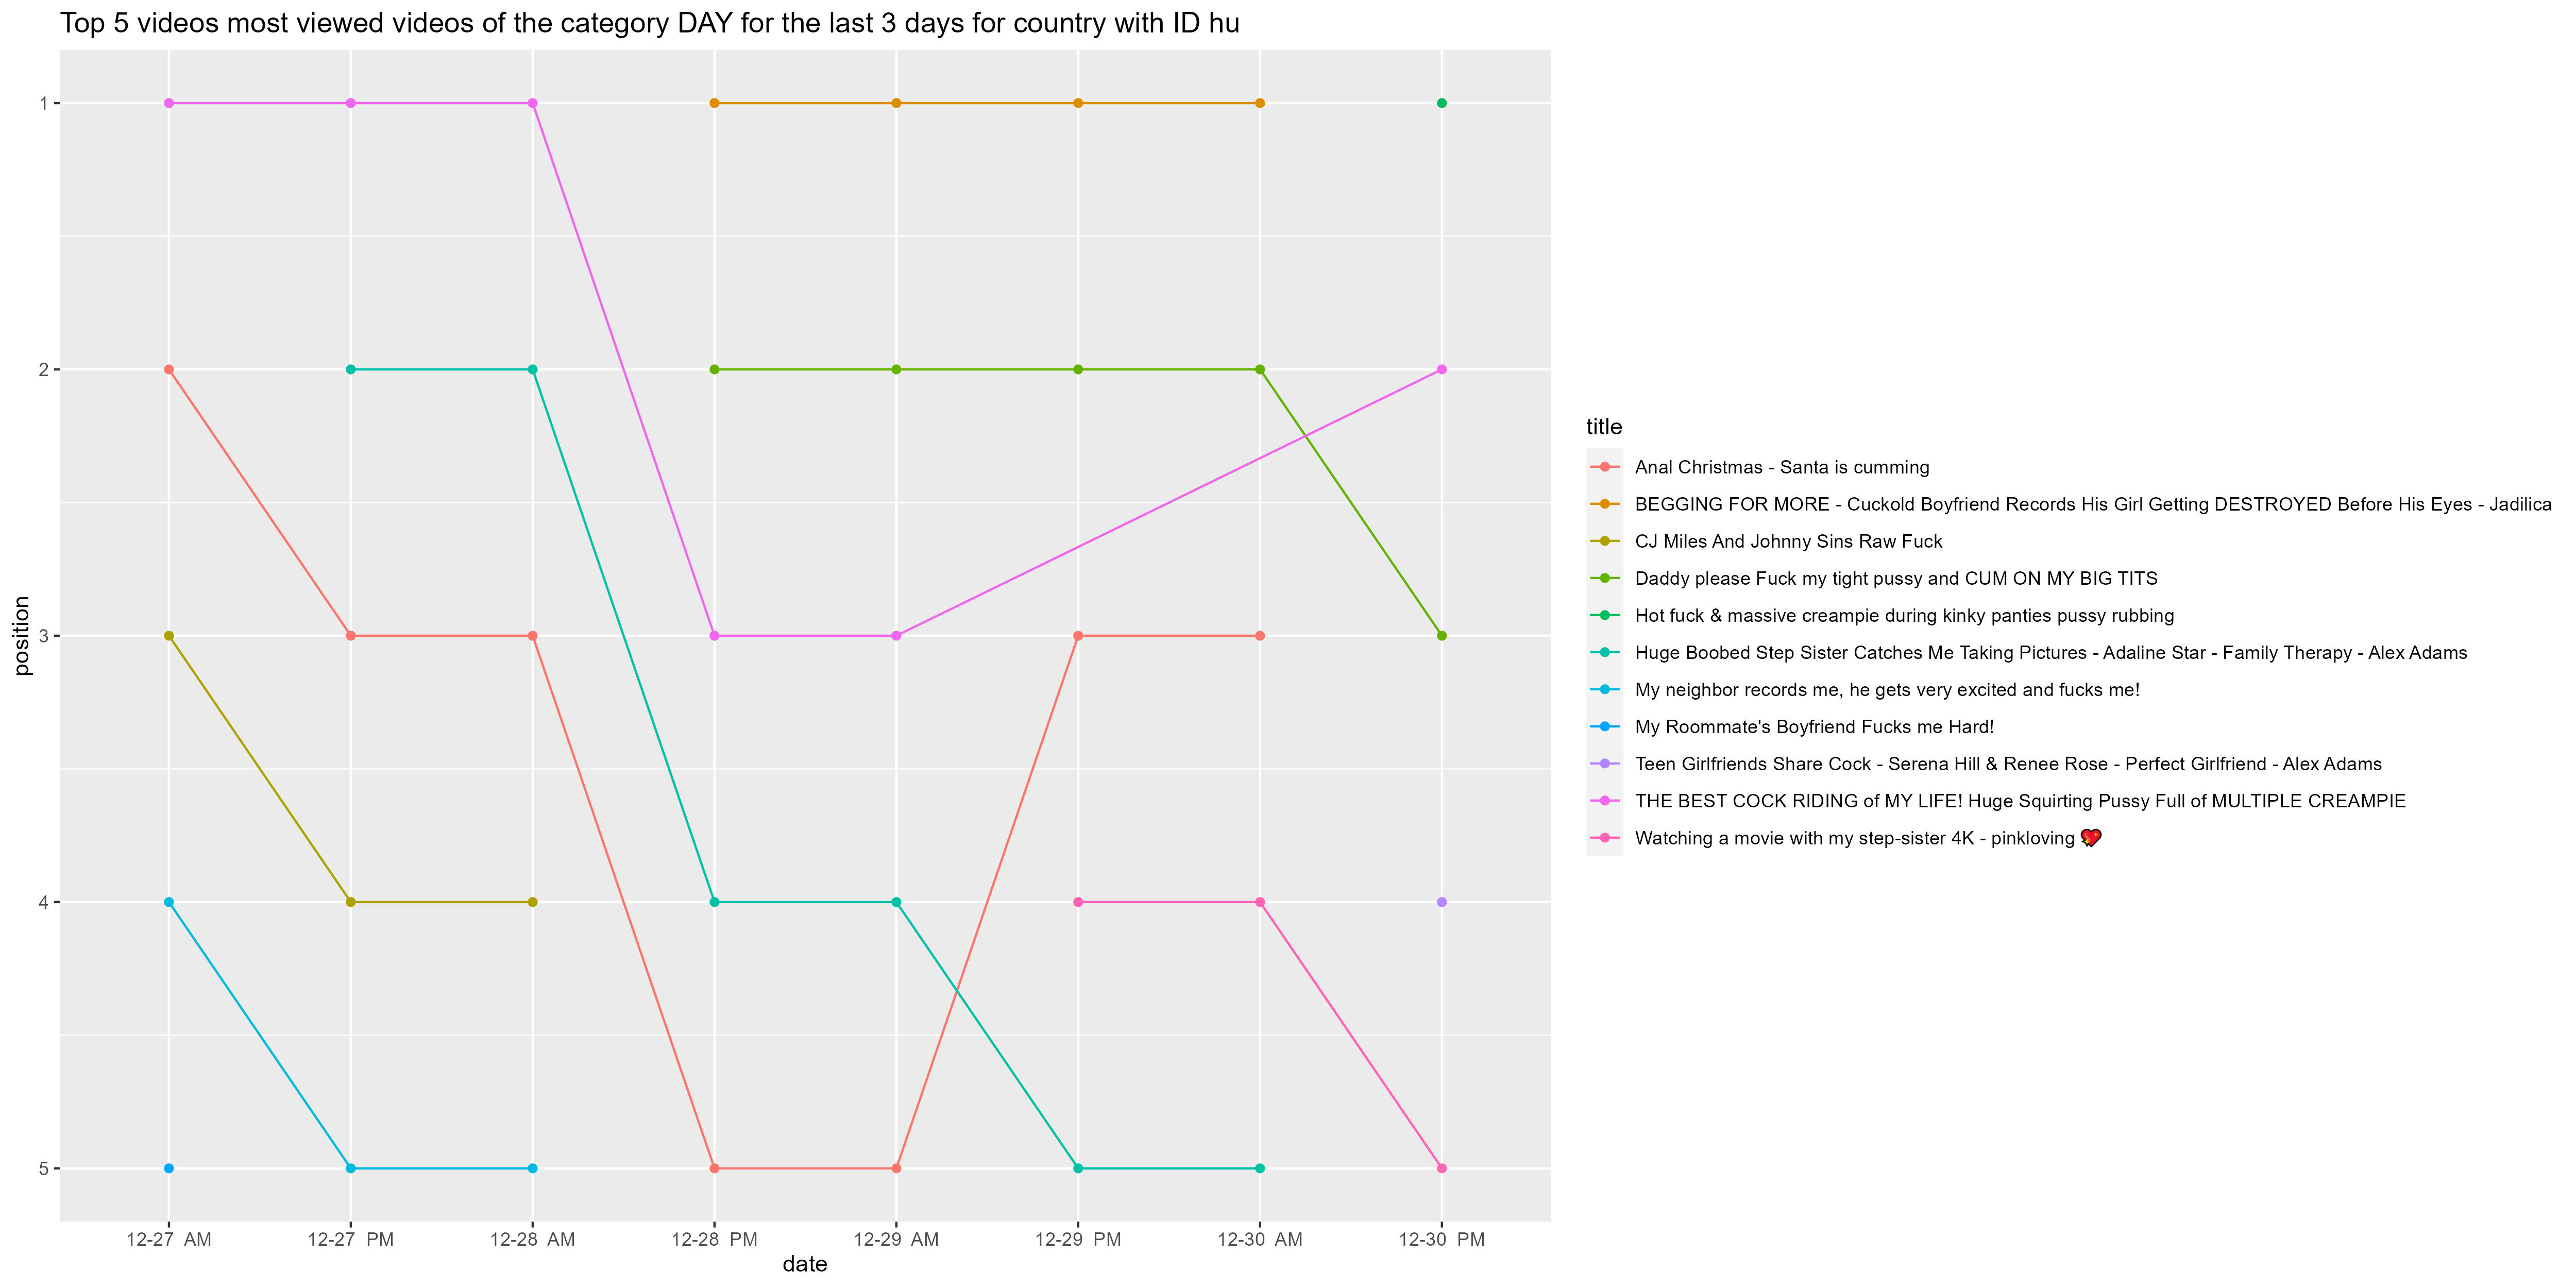 Top 5 videos most viewed videos of the category DAY for the last 3 days for country with ID hu
position
1
2
3
4
5
12-27 AM
12-27 PM
12-28 AM
12-28 PM
12-29 AM
12-29 PM
12-30 AM
12-30 PM
date
title
Anal Christmas - Santa is cumming
BEGGING FOR MORE - Cuckold Boyfriend Records His Girl Getting DESTROYED Before His Eyes - Jadilica
CJ Miles And Johnny Sins Raw Fuck
Daddy please Fuck my tight pussy and CUM ON MY BIG TITS
Hot fuck & massive creampie during kinky panties pussy rubbing
Huge Boobed Step Sister Catches Me Taking Pictures - Adaline Star - Family Therapy - Alex Adams
My neighbor records me, he gets very excited and fucks me!
My Roommate's Boyfriend Fucks me Hard!
Teen Girlfriends Share Cock - Serena Hill & Renee Rose - Perfect Girlfriend - Alex Adams
THE BEST COCK RIDING of MY LIFE! Huge Squirting Pussy Full of MULTIPLE CREAMPIE
Watching a movie with my step-sister 4K - pinkloving 💖